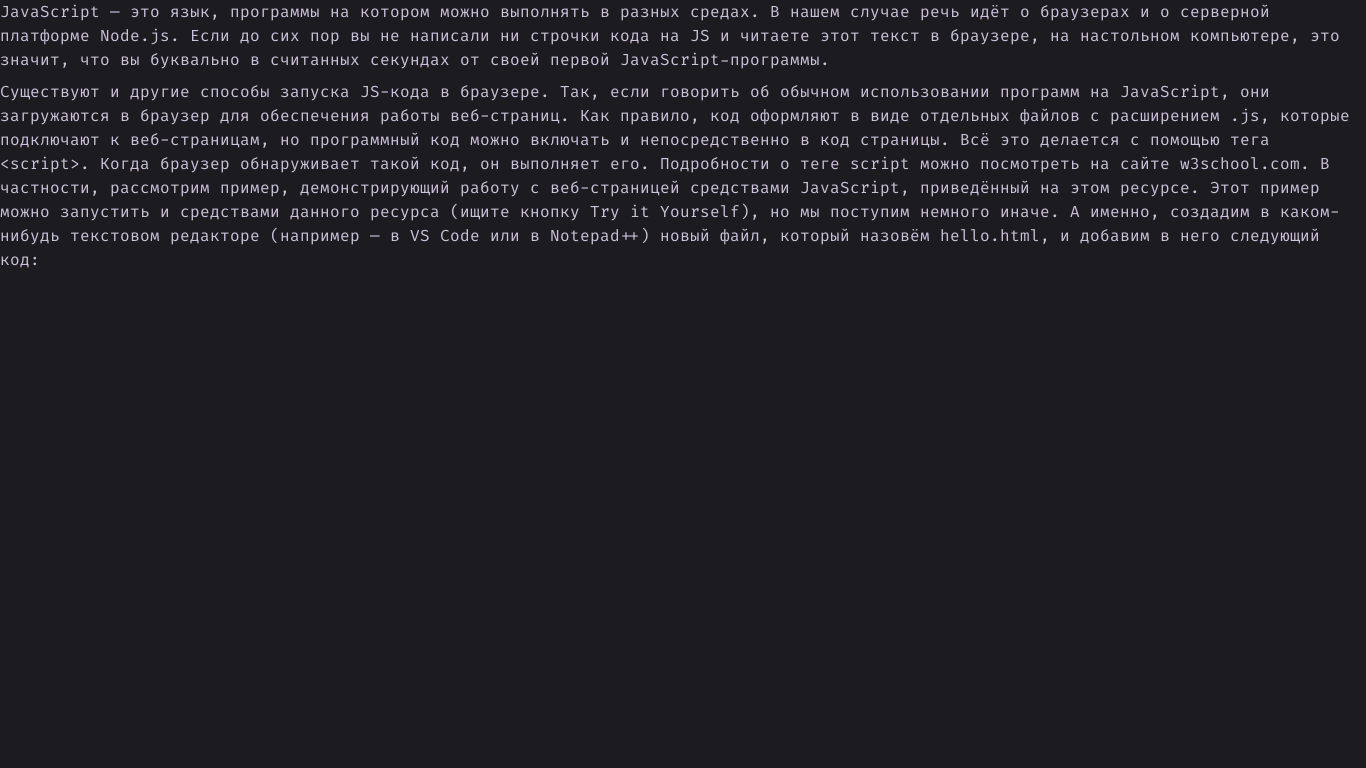 JavaScript — это язык, программы на котором можно выполнять в разных средах. В нашем случае речь идёт о браузерах и о серверной
платформе Node.js. Если до сих пор вы не написали ни строчки кода на JS и читаете этот текст в браузере, на настольном компьютере, это
значит, что вы буквально в считанных секундах от своей первой JavaScript-программы.
Существуют и другие способы запуска JS-кода в браузере. Так, если говорить об обычном использовании программ на JavaScript, они
загружаются в браузер для обеспечения работы веб-страниц. Как правило, код оформляют в виде отдельных файлов с расширением .js, которые
подключают к веб-страницам, но программный код можно включать и непосредственно в код страницы. Всё это делается с помощью тега
<script>. Когда браузер обнаруживает такой код, он выполняет его. Подробности о теге script можно посмотреть на сайте w3school.com. В
частности, рассмотрим пример, демонстрирующий работу с веб-страницей средствами JavaScript, приведённый на этом ресурсе. Этот пример
можно запустить и средствами данного ресурса (ищите кнопку Try it Yourself), но мы поступим немного иначе. А именно, создадим в каком-
нибудь текстовом редакторе (например — в VS Code или в Notepad++) новый файл, который назовём hello.html, и добавим в него следующий
код: